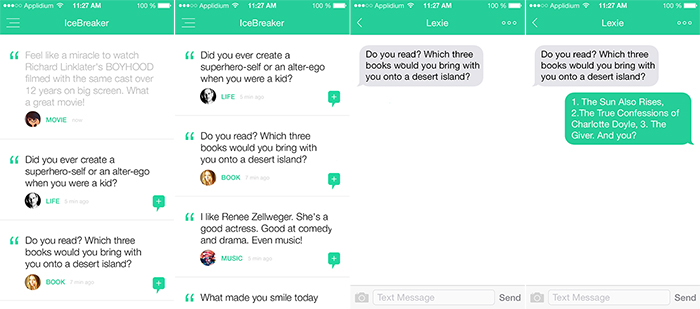 Applidium 11:27 AM 100 %
IceBreaker
Feel like a miracle to watch
Richard Linklater's BOYHOOD
filmed with the same cast over
12 years on big screen. What
a great movie!
MOVIE now
Did you ever create a
superhero-self or an alter-ego
when you were a kid?
LIFE 5 min ago
Do you read? Which three
books would you bring with
you onto a desert island?
BOOK 7 min ago
Applidium 11:27 AM 100 %
IceBreaker
Did you ever create a
superhero-self or an alter-ego
when you were a kid?
LIFE 5 min ago
Do you read? Which three
books would you bring with
you onto a desert island?
BOOK 7 min ago
I like Renee Zellweger. She's a
good actress. Good at comedy
and drama. Even music!
MUSIC min ago
What made you smile today
Applidium 11:27 AM 100 %
Lexie
Do you read? Which three
books would you bring with
you onto a desert island?
Text Message Send
Applidium 11:27 AM 100 %
Lexie
Do you read? Which three
books would you bring with
you onto a desert island?
1. The Sun Also Rises,
2.The True Confessions of
Charlotte Doyle, 3. The
Giver. And you?
Text Message Send